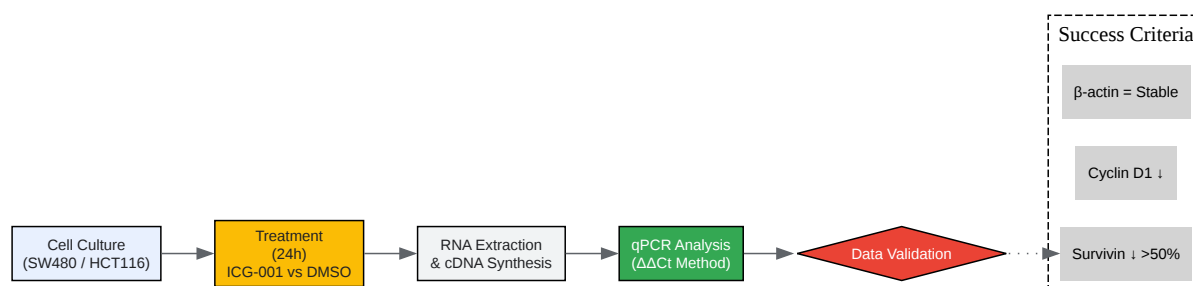 Success Criteria
β-actin = Stable
Cyclin D1 ↓
Cell Culture
(SW480 / HCT116)
Treatment
(24h)
ICG-001 vs DMSO
RNA Extraction
& cDNA Synthesis
qPCR Analysis
(ΔΔCt Method)
Data Validation
Survivin ↓ >50%